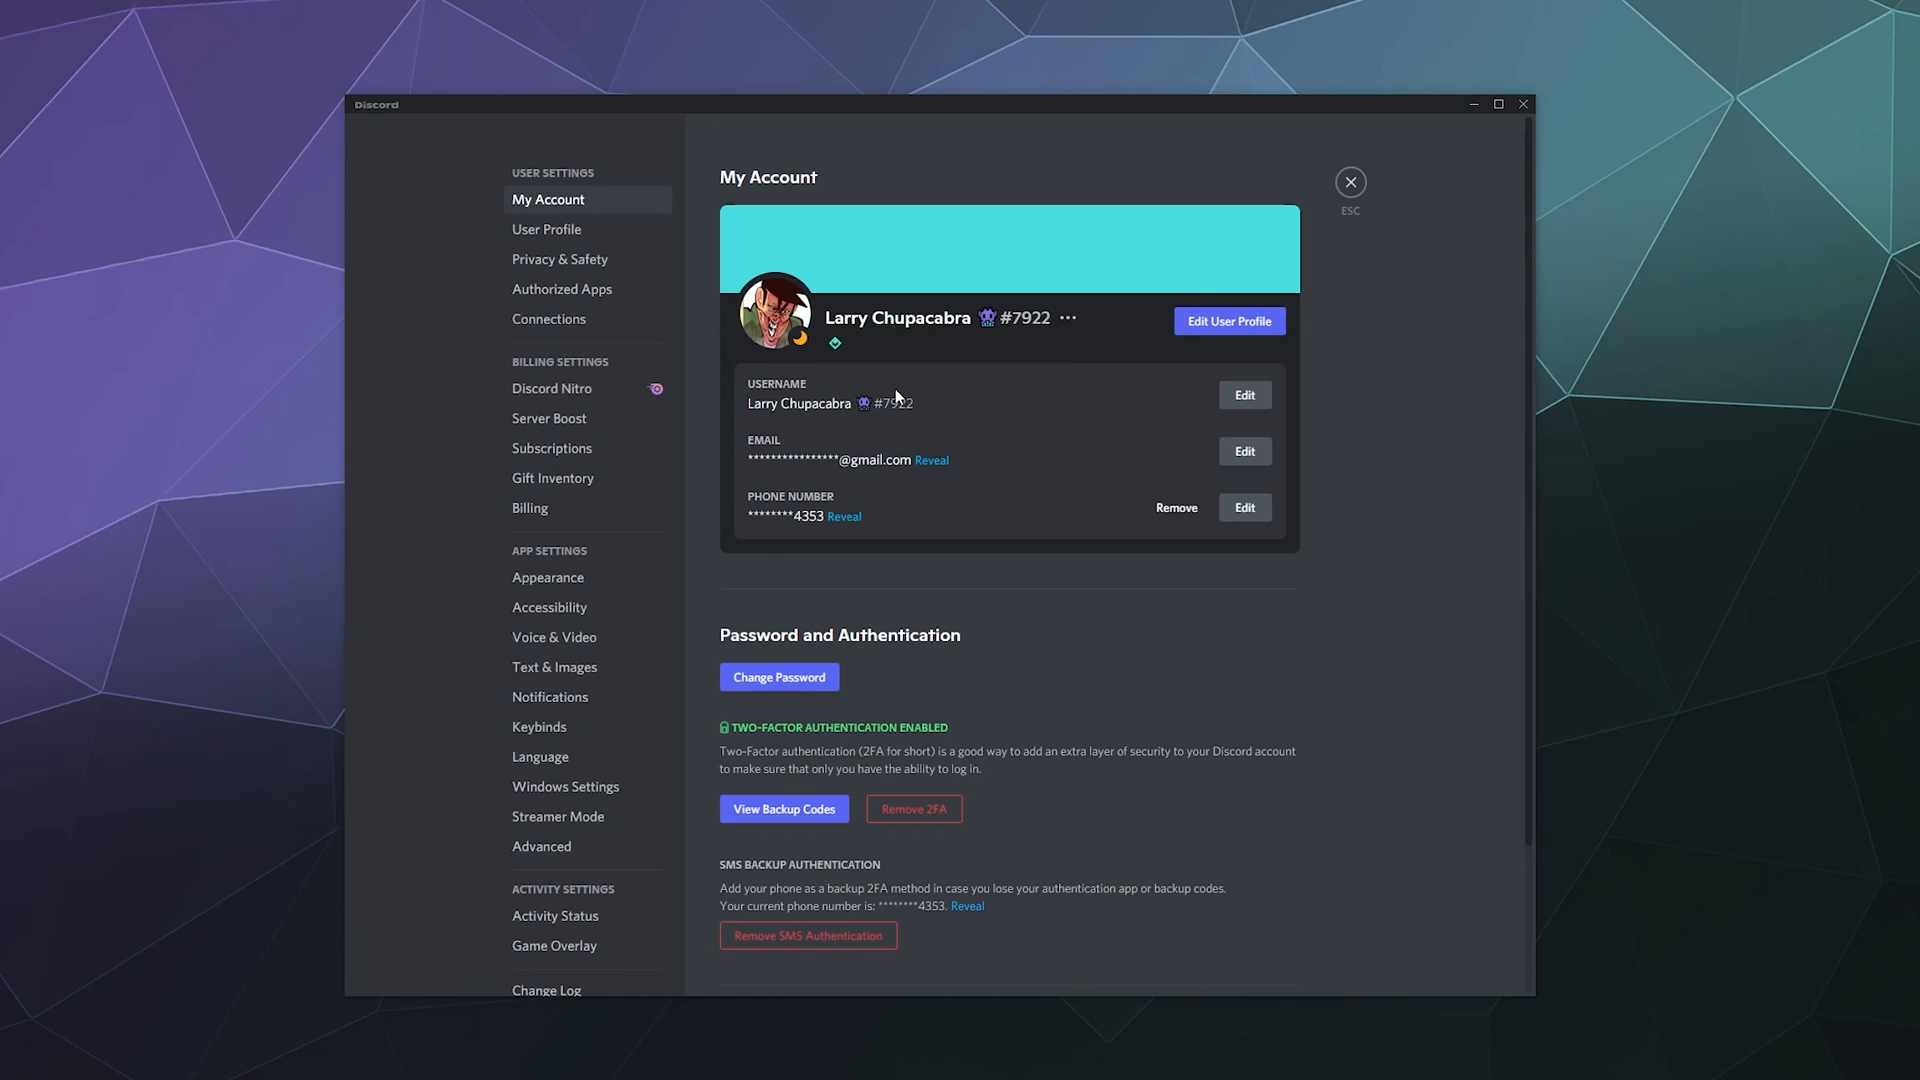 Discord
USER SETTINGS
My Account
User Profile
Privacy & Safety
Authorized Apps
Connections
BILLING SETTINGS
Discord Nitro
Server Boost
Subscriptions
Gift Inventory
Billing
APP SETTINGS
Appearance
Accessibility
Voice & Video
Text & Images
Notifications
Keybinds
Language
Windows Settings
Streamer Mode
Advanced
ACTIVITY SETTINGS
Activity Status
Game Overlay
Change Log
My Account
ESC
Larry Chupacabra 👾 #7922
Edit User Profile
USERNAME
Larry Chupacabra 👾 #7922
Edit
EMAIL
****************@gmail.com Reveal
Edit
PHONE NUMBER
********4353 Reveal
Remove
Edit
Password and Authentication
Change Password
TWO-FACTOR AUTHENTICATION ENABLED
Two-Factor authentication (2FA for short) is a good way to add an extra layer of security to your Discord account
to make sure that only you have the ability to log in.
View Backup Codes
Remove 2FA
SMS BACKUP AUTHENTICATION
Add your phone as a backup 2FA method in case you lose your authentication app or backup codes.
Your current phone number is: ********4353. Reveal
Remove SMS Authentication